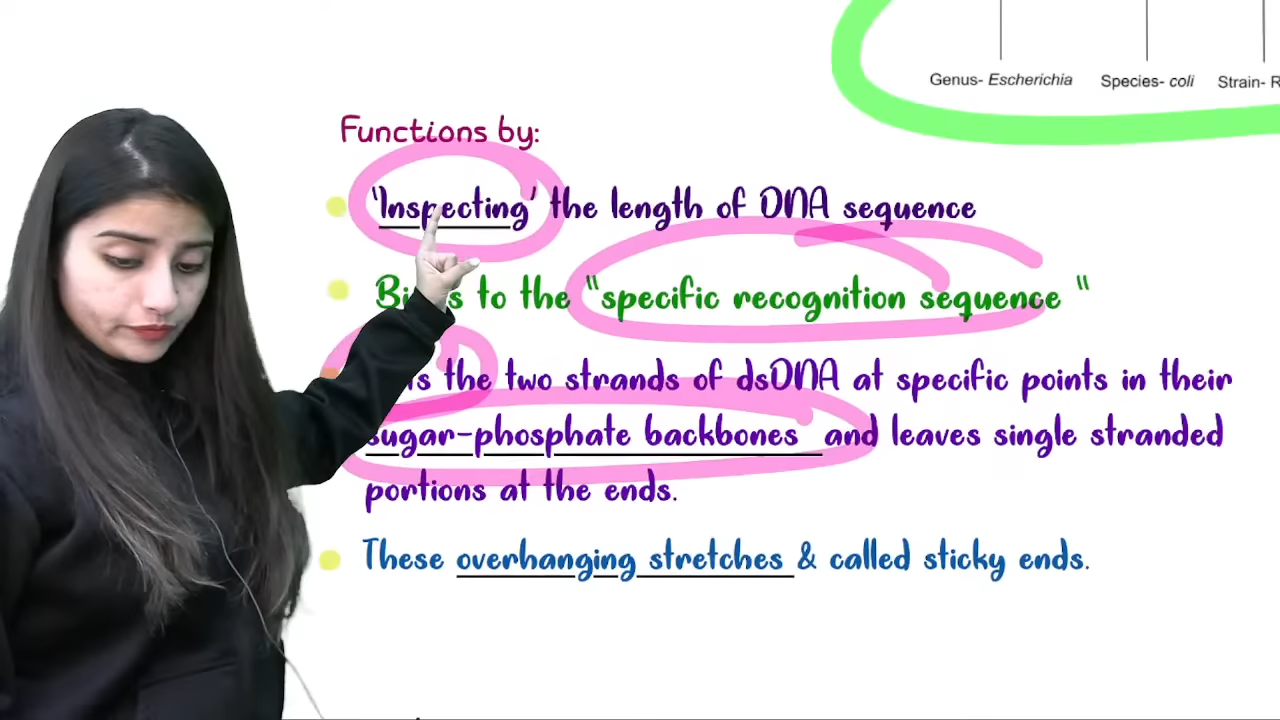 Genus- Escherichia Species- coli Strain- R
Functions by:
'Inspecting' the length of DNA sequence
to the "specific recognition sequence "
the two strands of dsDNA at specific points in their
sugar-phosphate backbones and leaves single stranded
portions at the ends.
These overhanging stretches & called sticky ends.